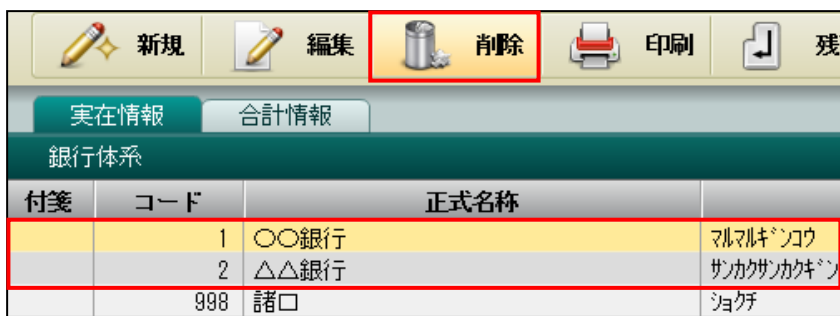 新規 編集 削除 印刷 残
実在情報 合計情報
銀行体系
付箋 コード 正式名称
1 〇〇銀行 ﾏﾙﾏﾙｷﾞﾝｺｳ
2 △△銀行 ｻﾝｶｸｻﾝｶｸｷﾞﾝ
998 諸口 ｼｮｸﾁ